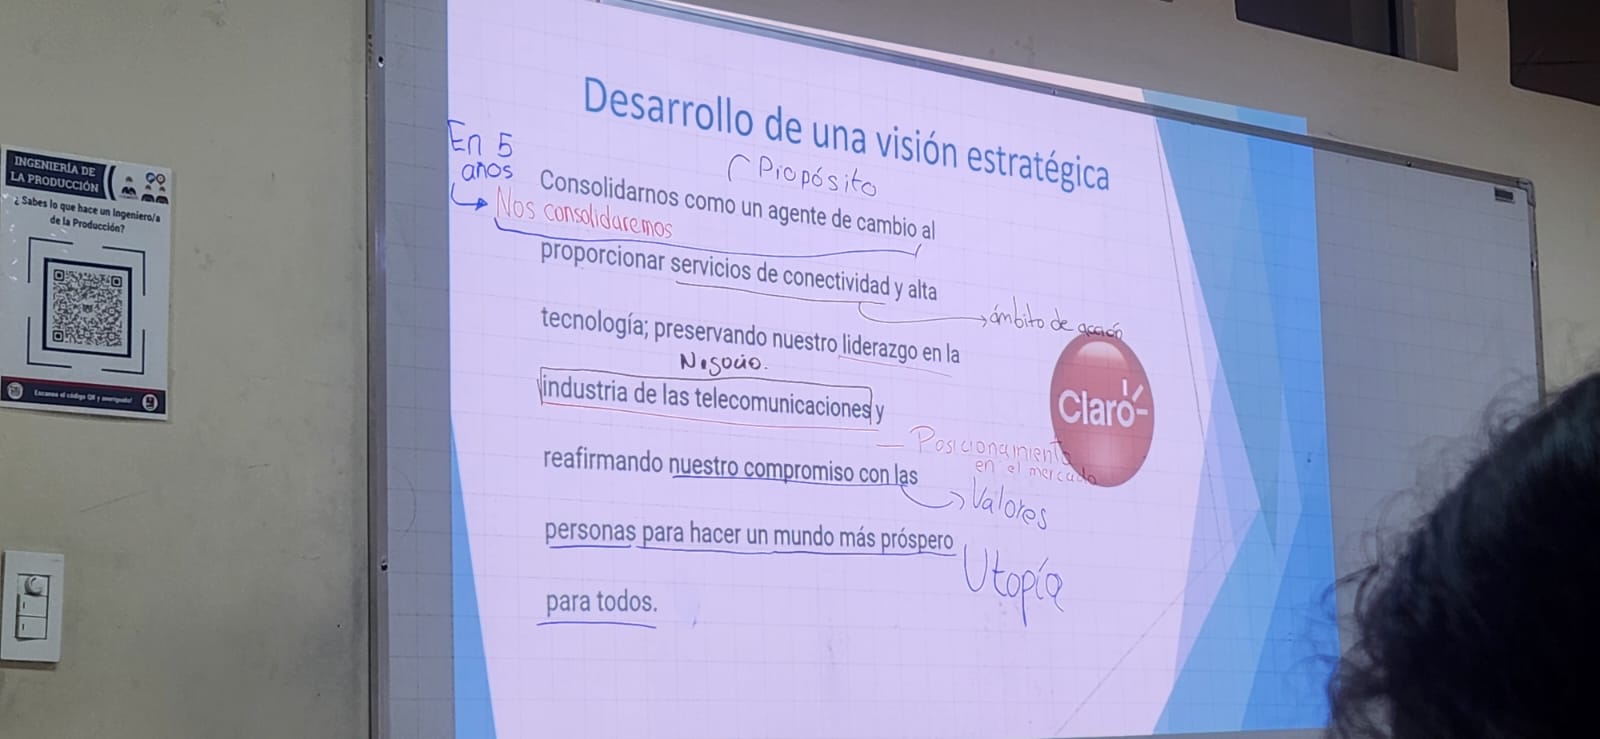 Desarrollo de una visión estratégica
En 5
años
Propósito
Consolidarnos como un agente de cambio al
Nos consolidaremos
proporcionar servicios de conectividad y alta
ámbito de acción
tecnología; preservando nuestro liderazgo en la
Negocio.
industria de las telecomunicaciones y
Claro-
Posicionamiento
en el mercado
reafirmando nuestro compromiso con las
Valores
personas para hacer un mundo más próspero
Utopía
para todos.
INGENIERÍA DE
LA PRODUCCIÓN
¿Sabes lo que hace un Ingeniero/a
de la Producción?
Escanea el código QR y